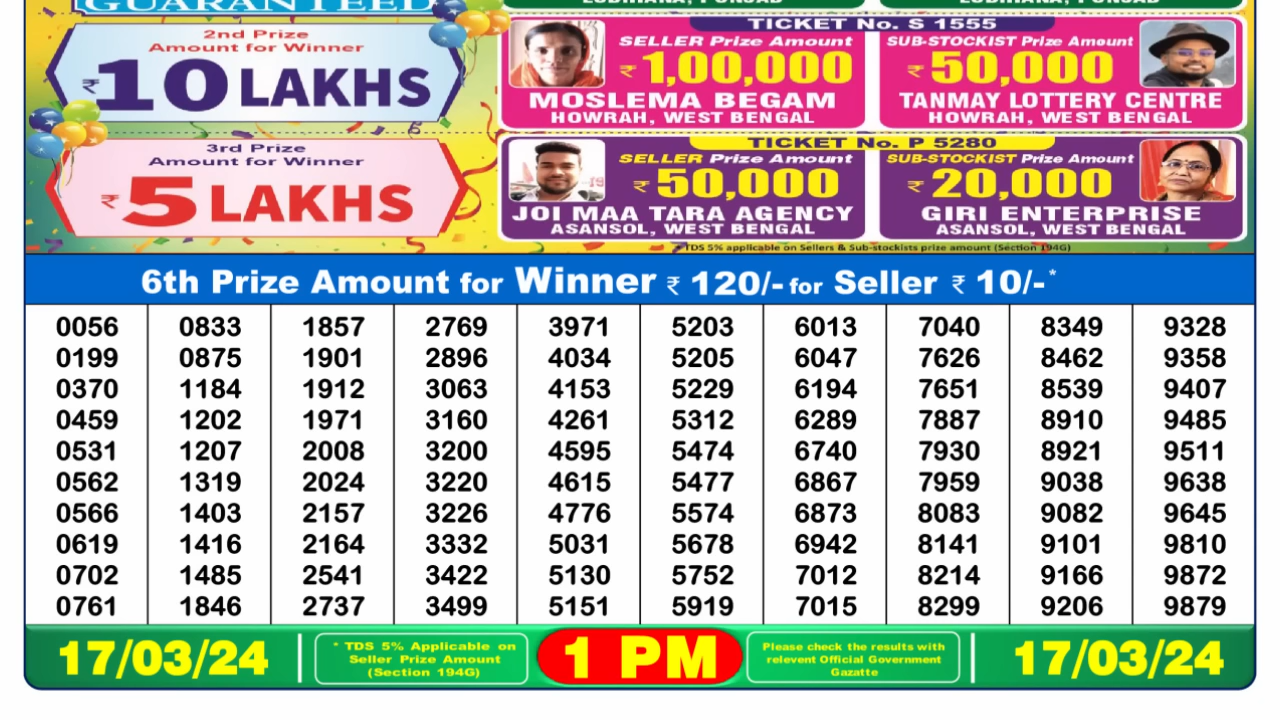 GUARANTEED
LUDHIANA, PUNJAB
LUDHIANA, PUNJAB
2nd Prize
Amount for Winner
₹10 LAKHS
TICKET No. S 1555
SELLER Prize Amount
₹1,00,000
MOSLEMA BEGAM
HOWRAH, WEST BENGAL
SUB-STOCKIST Prize Amount
₹50,000
TANMAY LOTTERY CENTRE
HOWRAH, WEST BENGAL
3rd Prize
Amount for Winner
₹5 LAKHS
TICKET No. P 5280
SELLER Prize Amount
₹50,000
JOI MAA TARA AGENCY
ASANSOL, WEST BENGAL
SUB-STOCKIST Prize Amount
₹20,000
GIRI ENTERPRISE
ASANSOL, WEST BENGAL
* TDS 5% applicable on Sellers & Sub-stockists prize amount (Section 194G)
6th Prize Amount for Winner ₹ 120/- for Seller ₹ 10/-*
0056 0833 1857 2769 3971 5203 6013 7040 8349 9328
0199 0875 1901 2896 4034 5205 6047 7626 8462 9358
0370 1184 1912 3063 4153 5229 6194 7651 8539 9407
0459 1202 1971 3160 4261 5312 6289 7887 8910 9485
0531 1207 2008 3200 4595 5474 6740 7930 8921 9511
0562 1319 2024 3220 4615 5477 6867 7959 9038 9638
0566 1403 2157 3226 4776 5574 6873 8083 9082 9645
0619 1416 2164 3332 5031 5678 6942 8141 9101 9810
0702 1485 2541 3422 5130 5752 7012 8214 9166 9872
0761 1846 2737 3499 5151 5919 7015 8299 9206 9879
17/03/24
* TDS 5% Applicable on
Seller Prize Amount
(Section 194G)
1 PM
Please check the results with
relevent Official Government
Gazatte
17/03/24